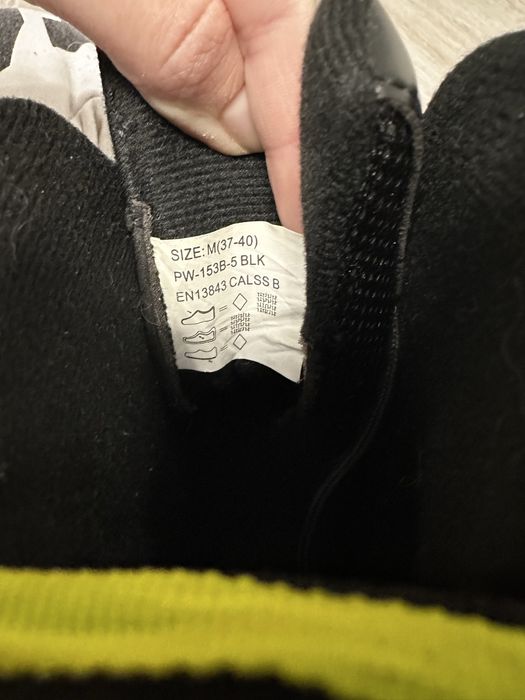 SIZE: M(37-40)
PW-153B-5 BLK
EN13843 CALSS B